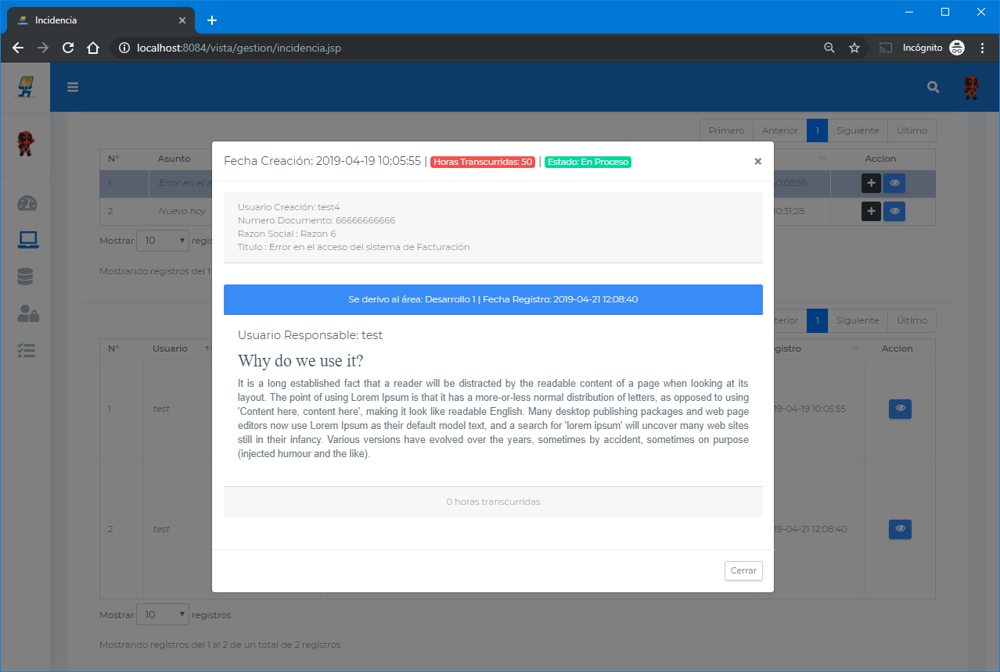 Incidencia
localhost:8084/vista/gestion/incidencia.jsp
Incógnito
Primero Anterior 1 Siguiente Último
N° Asunto Accion
1 Error en el a 10:05:55
2 Nuevo hoy 10:31:28
Mostrar 10 regis
Mostrando registros del 1
Fecha Creación: 2019-04-19 10:05:55 | Horas Transcurridas: 50 | Estado: En Proceso ×
Usuario Creación: test4
Numero Documento: 66666666666
Razon Social : Razon 6
Titulo : Error en el acceso del sistema de Facturación
Se derivo al área: Desarrollo 1 | Fecha Registro: 2019-04-21 12:08:40
Usuario Responsable: test
Why do we use it?
It is a long established fact that a reader will be distracted by the readable content of a page when looking at its
layout. The point of using Lorem Ipsum is that it has a more-or-less normal distribution of letters, as opposed to using
'Content here, content here', making it look like readable English. Many desktop publishing packages and web page
editors now use Lorem Ipsum as their default model text, and a search for 'lorem ipsum' will uncover many web sites
still in their infancy. Various versions have evolved over the years, sometimes by accident, sometimes on purpose
(injected humour and the like).
0 horas transcurridas
Cerrar
terior 1 Siguiente Último
N° Usuario gistro Accion
1 test 19-04-19 10:05:55
2 test 19-04-21 12:08:40
Mostrar 10 registros
Mostrando registros del 1 al 2 de un total de 2 registros